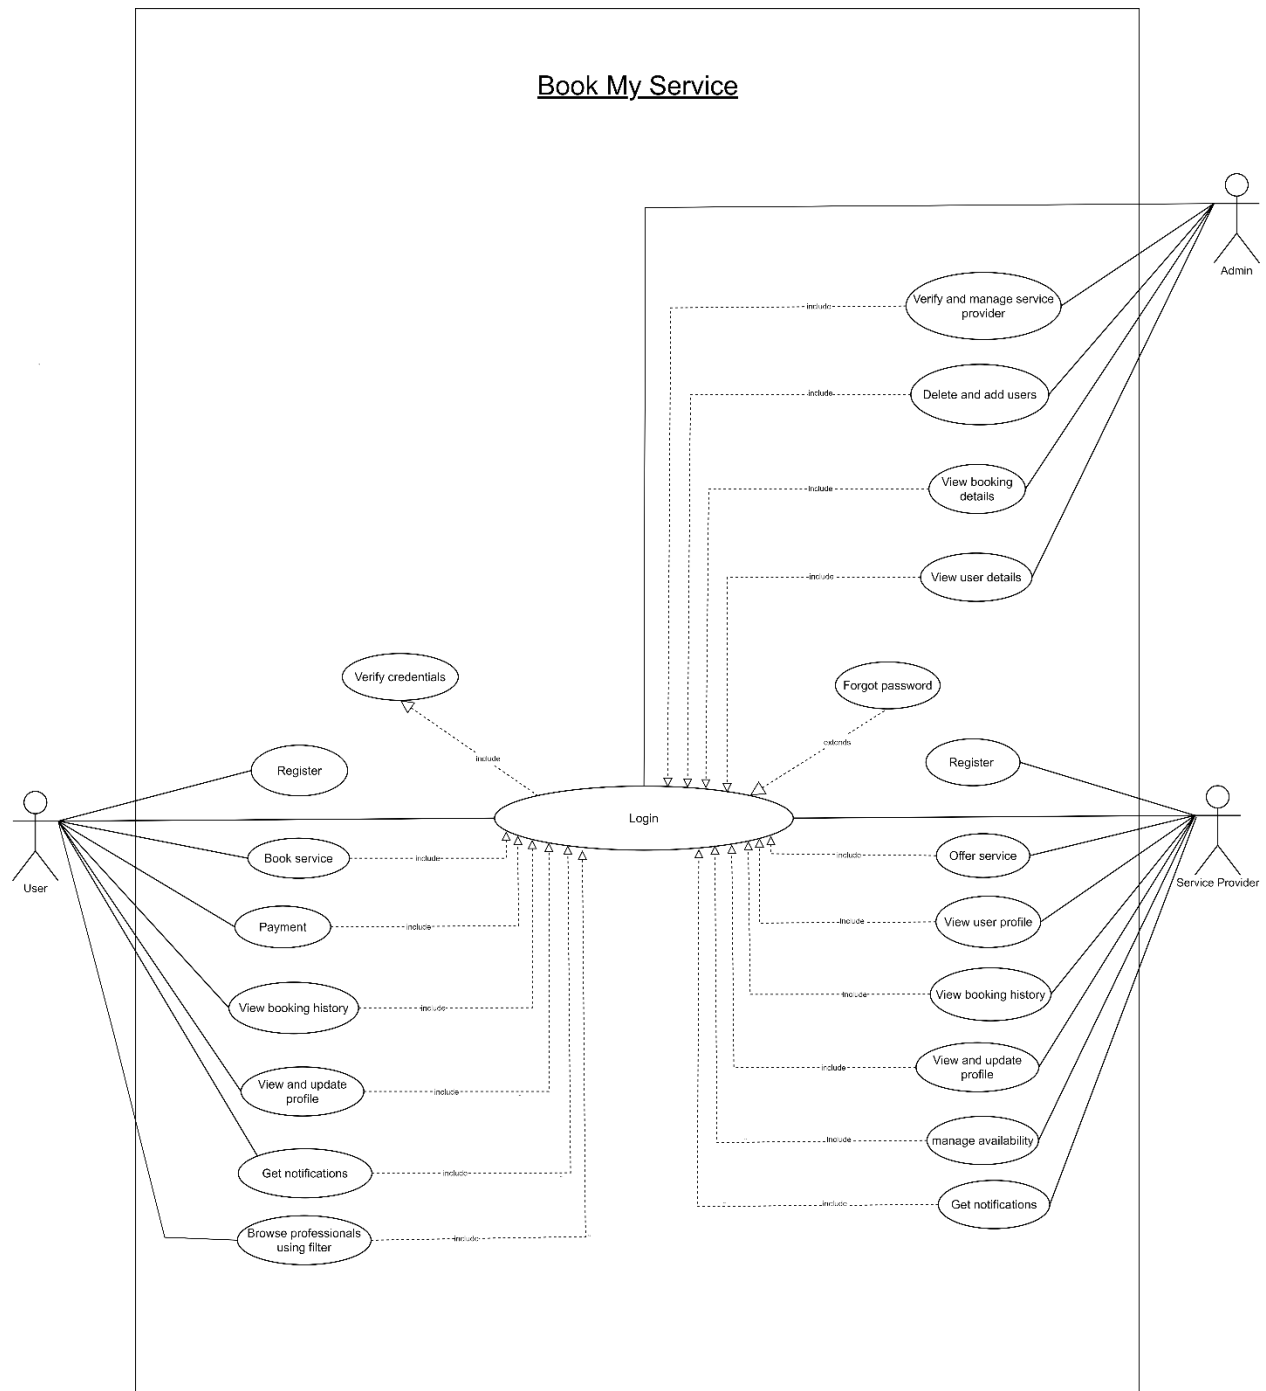 Book My Service
Admin
Verify and manage service
provider
include
Delete and add users
include
View booking
details
include
View user details
include
Verify credentials
Forgot password
include
extends
Register
Register
Login
User
Service Provider
Book service
include
include
Offer service
Payment
include
include
View user profile
View booking history
include
include
View booking history
View and update
profile
include
include
View and update
profile
include
manage availability
Get notifications
include
include
Get notifications
Browse professionals
using filter
include